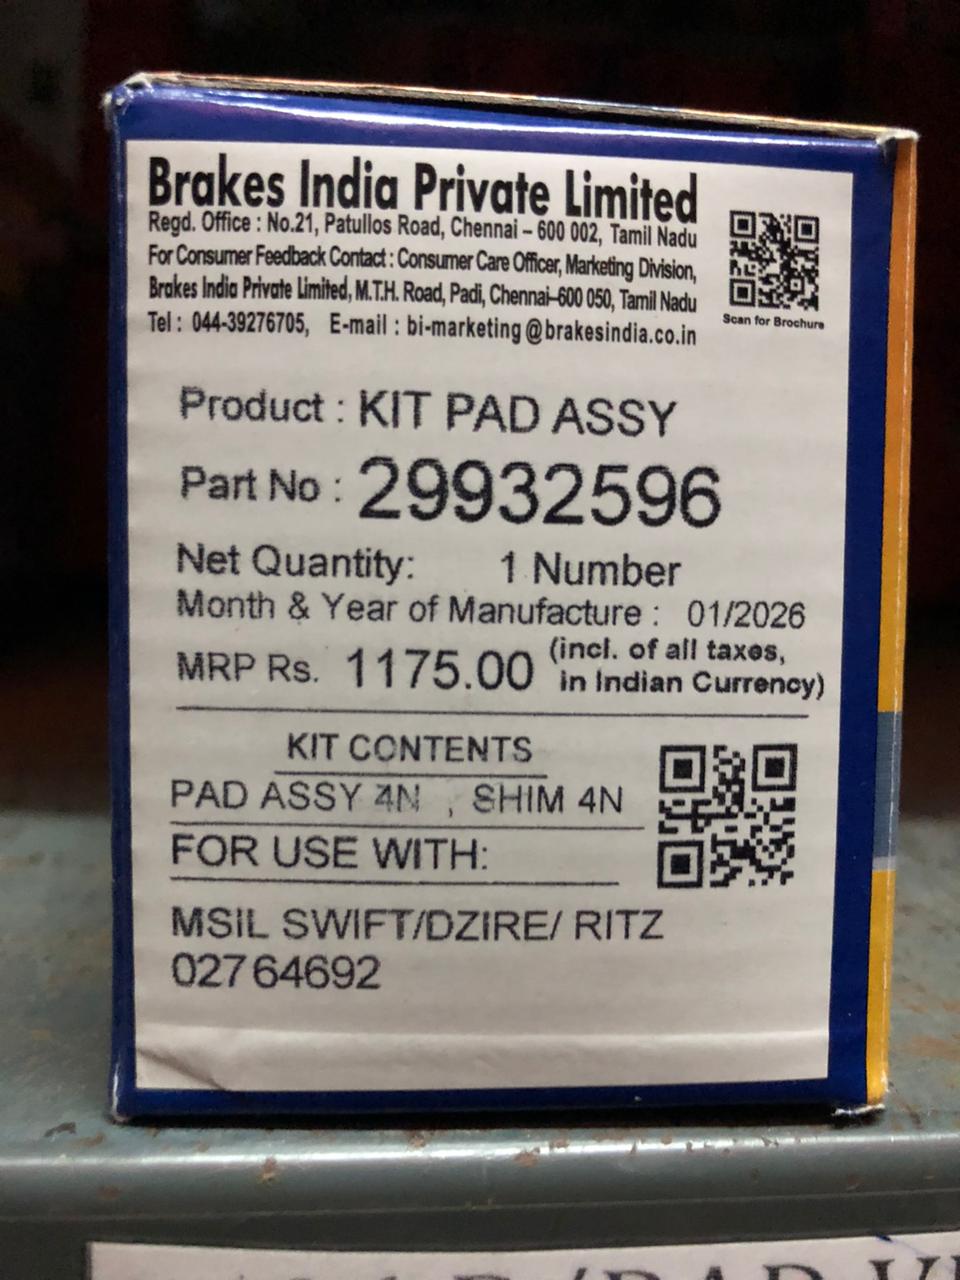 Brakes India Private Limited
Regd. Office : No.21, Patullos Road, Chennai – 600 002, Tamil Nadu
For Consumer Feedback Contact : Consumer Care Officer, Marketing Division,
Brakes India Private Limited, M.T.H. Road, Padi, Chennai–600 050, Tamil Nadu
Tel : 044-39276705, E-mail : bi-marketing@brakesindia.co.in
Scan for Brochure
Product : KIT PAD ASSY
Part No : 29932596
Net Quantity: 1 Number
Month & Year of Manufacture : 01/2026
MRP Rs. 1175.00 (incl. of all taxes,
in Indian Currency)
KIT CONTENTS
PAD ASSY 4N , SHIM 4N
FOR USE WITH:
MSIL SWIFT/DZIRE/ RITZ
02764692